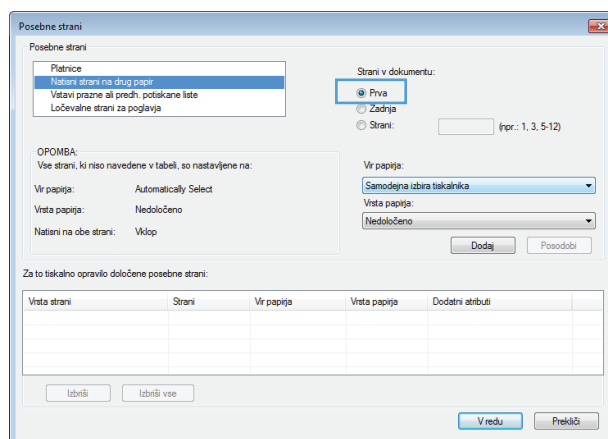 Posebne strani
Posebne strani
Platnice
Natisni strani na drug papir
Vstavi prazne ali predh. potiskane liste
Ločevalne strani za poglavja
Strani v dokumentu:
Prva
Zadnja
Strani:
(npr.: 1, 3, 5-12)
OPOMBA:
Vse strani, ki niso navedene v tabeli, so nastavljene na:
Vir papirja: Automatically Select
Vrsta papirja: Nedoločeno
Natisni na obe strani: Vklop
Vir papirja:
Samodejna izbira tiskalnika
Vrsta papirja:
Nedoločeno
Dodaj Posodobi
Za to tiskalno opravilo določene posebne strani:
Vrsta strani Strani Vir papirja Vrsta papirja Dodatni atributi
Izbriši Izbriši vse
V redu Prekliči